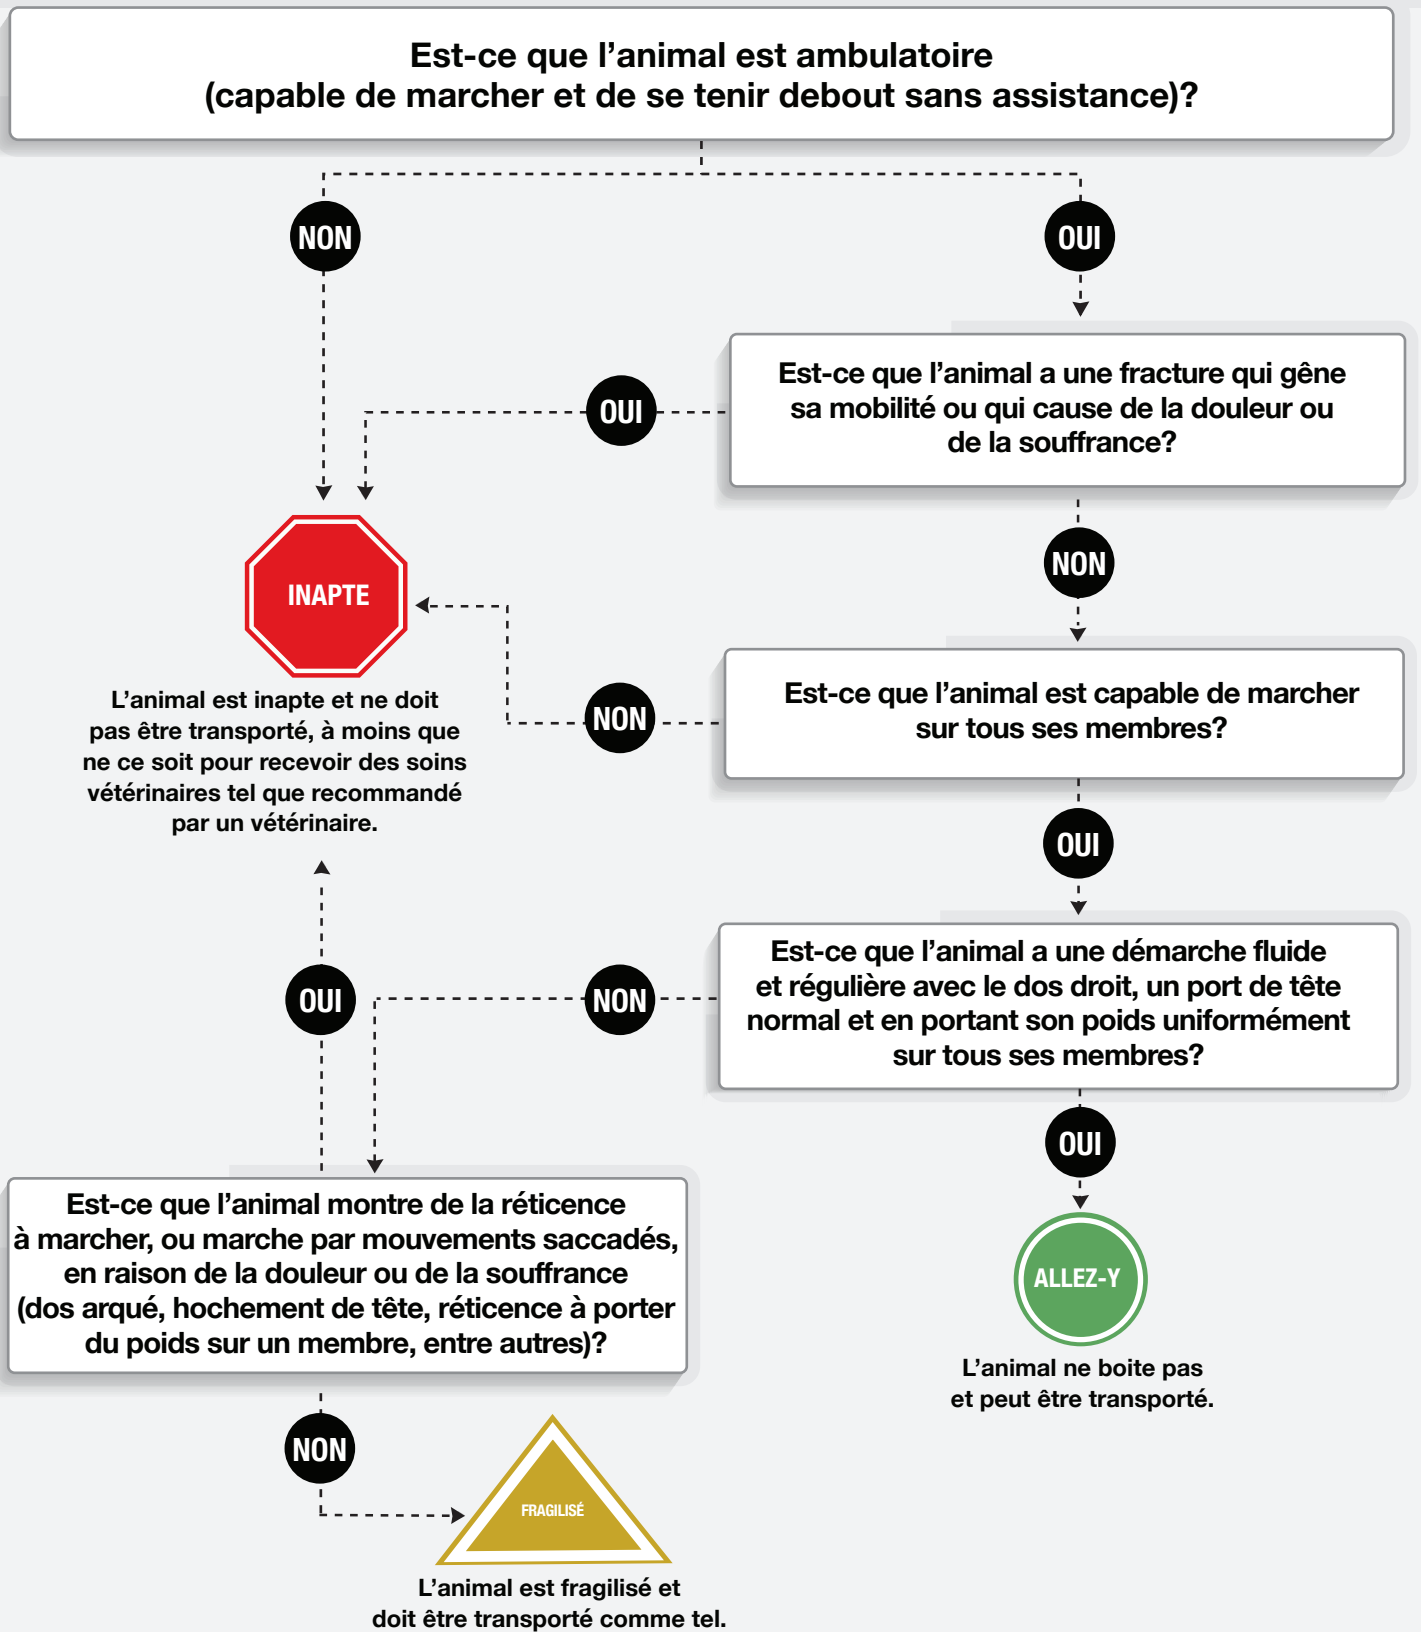 Est-ce que l’animal est ambulatoire
(capable de marcher et de se tenir debout sans assistance)?
NON
OUI
Est-ce que l’animal a une fracture qui gêne
sa mobilité ou qui cause de la douleur ou
de la souffrance?
OUI
NON
INAPTE
L’animal est inapte et ne doit
pas être transporté, à moins que
ne ce soit pour recevoir des soins
vétérinaires tel que recommandé
par un vétérinaire.
Est-ce que l’animal est capable de marcher
sur tous ses membres?
NON
OUI
Est-ce que l’animal a une démarche fluide
et régulière avec le dos droit, un port de tête
normal et en portant son poids uniformément
sur tous ses membres?
OUI
NON
OUI
Est-ce que l’animal montre de la réticence
à marcher, ou marche par mouvements saccadés,
en raison de la douleur ou de la souffrance
(dos arqué, hochement de tête, réticence à porter
du poids sur un membre, entre autres)?
ALLEZ-Y
L’animal ne boite pas
et peut être transporté.
NON
FRAGILISÉ
L’animal est fragilisé et
doit être transporté comme tel.